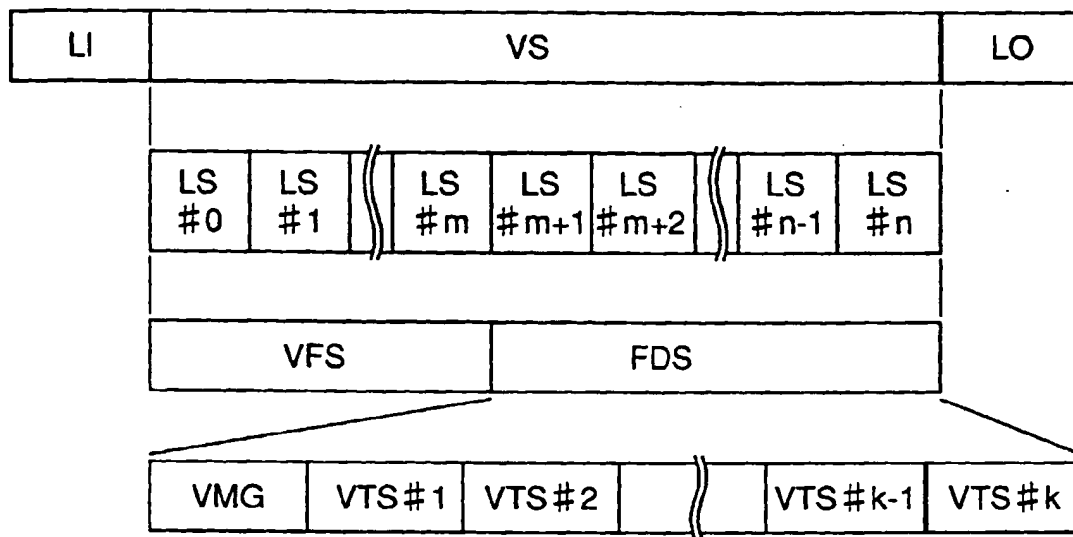 LI VS LO
LS LS LS LS LS LS LS
#0 #1 #m #m+1 #m+2 #n-1 #n
VFS FDS
VMG VTS#1 VTS#2 VTS#k-1 VTS#k